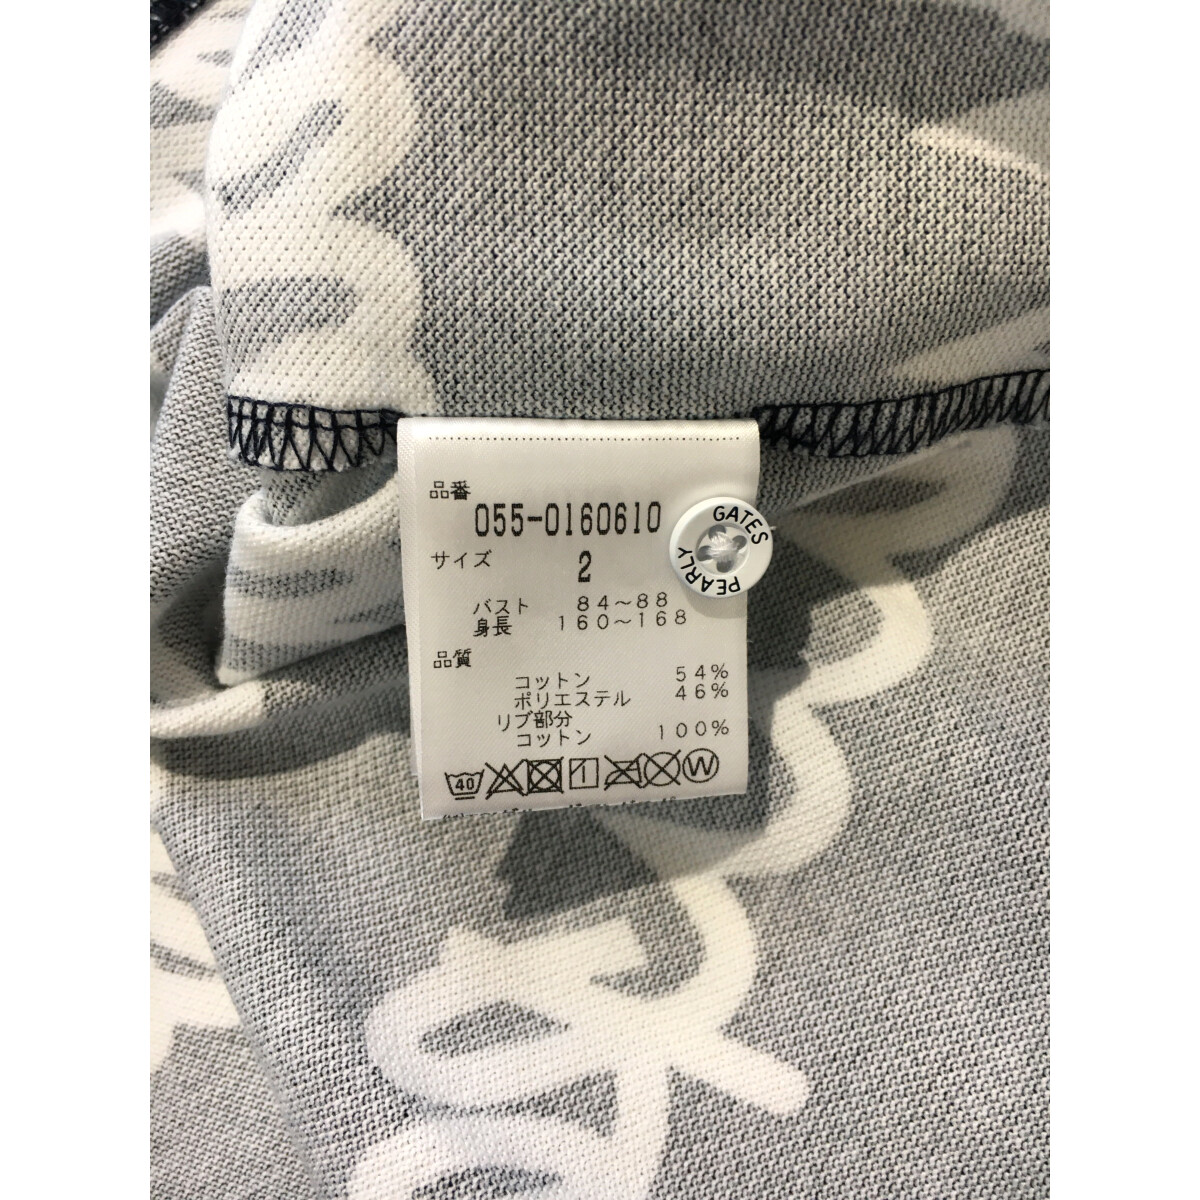 品番
055-0160610
サイズ
2
バスト 84～88
身長 160～168
品質
コットン 54%
ポリエステル 46%
リブ部分
コットン 100%
40 W
PEARLY GATES